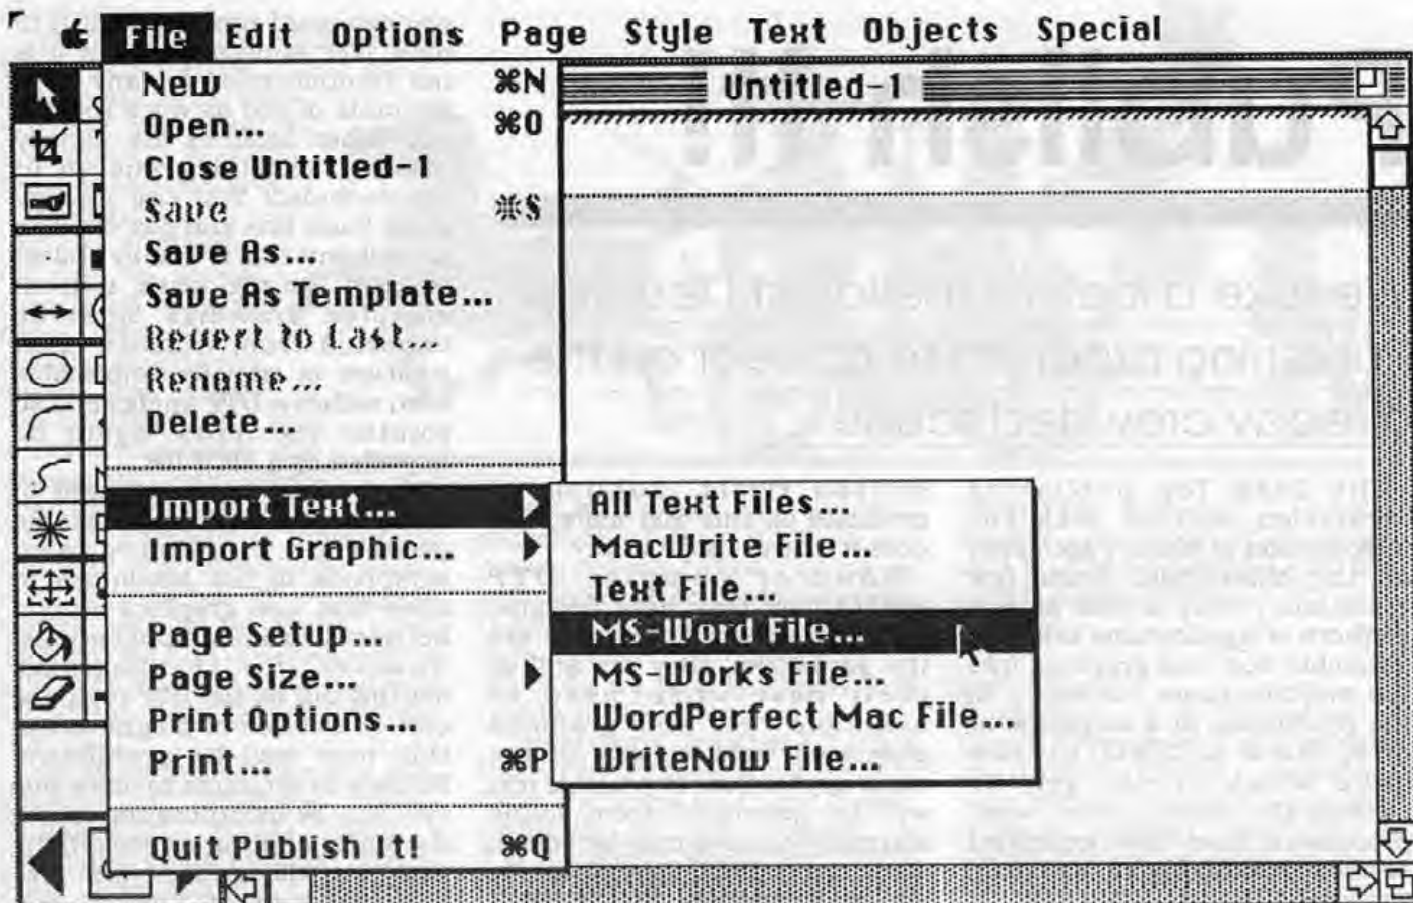 File Edit Options Page Style Text Objects Special
New ⌘N
Open... ⌘O
Close Untitled-1
Save ⌘S
Save As...
Save As Template...
Revert to Last...
Rename...
Delete...
Import Text...
Import Graphic...
Page Setup...
Page Size...
Print Options...
Print... ⌘P
Quit Publish It! ⌘Q
Untitled-1
All Text Files...
MacWrite File...
Text File...
MS-Word File...
MS-Works File...
WordPerfect Mac File...
WriteNow File...